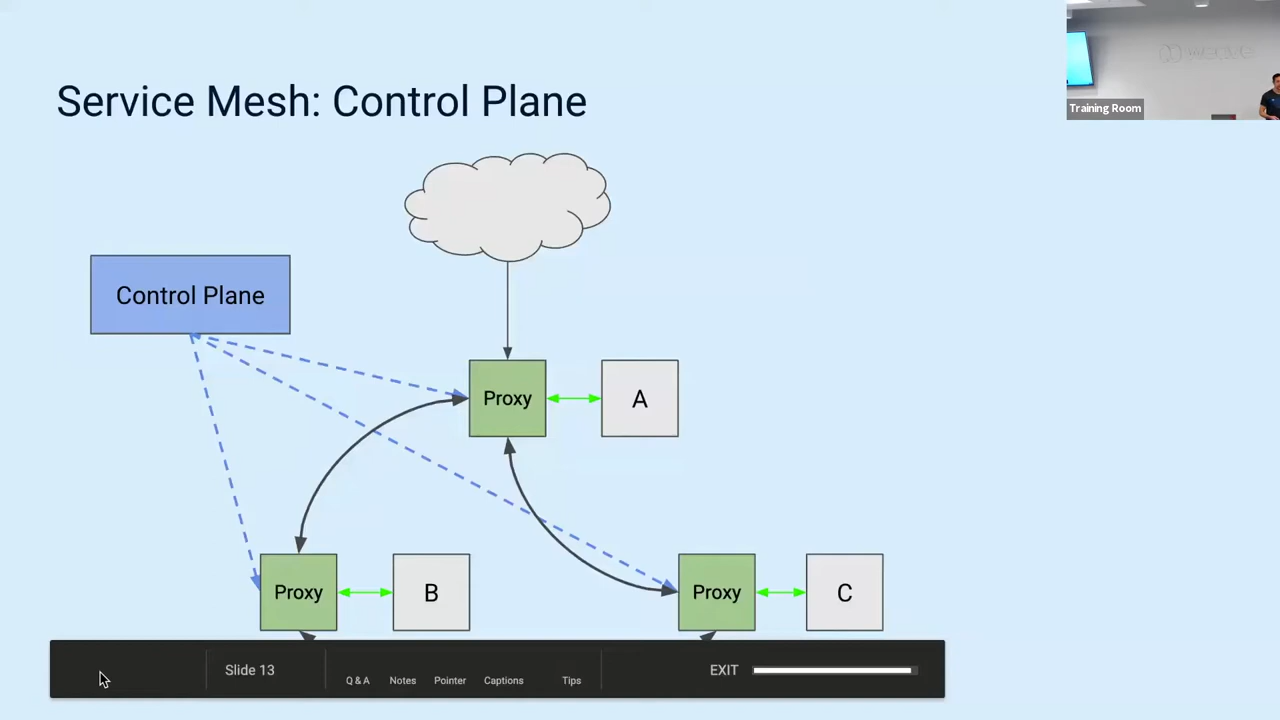 Service Mesh: Control Plane
Training Room
Control Plane
Proxy
A
Proxy
B
Proxy
C
Slide 13
Q & A
Notes
Pointer
Captions
Tips
EXIT